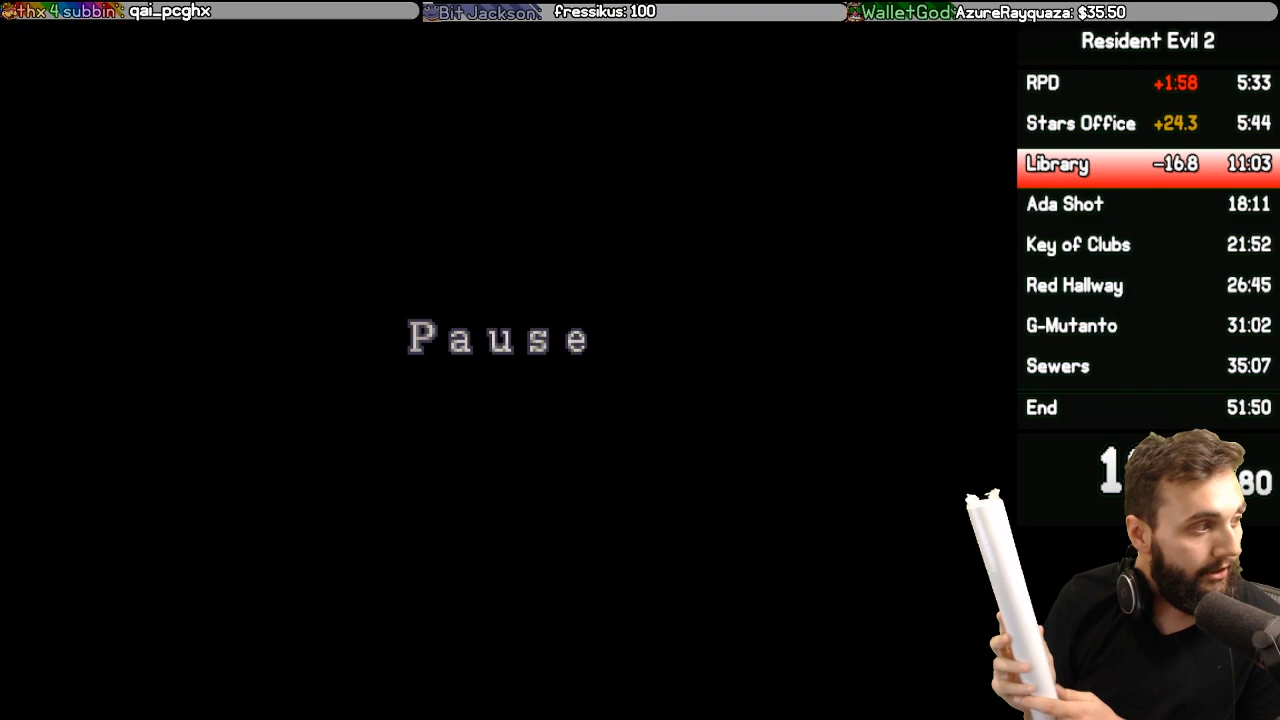 thx 4 subbin': qai_pcghx
Bit Jackson: fressikus: 100
WalletGod: AzureRayquaza: $35.50
Resident Evil 2
RPD +1:58 5:33
Stars Office +24.3 5:44
Library -16.8 11:03
Ada Shot 18:11
Key of Clubs 21:52
Red Hallway 26:45
G-Mutanto 31:02
Sewers 35:07
End 51:50
Pause
80